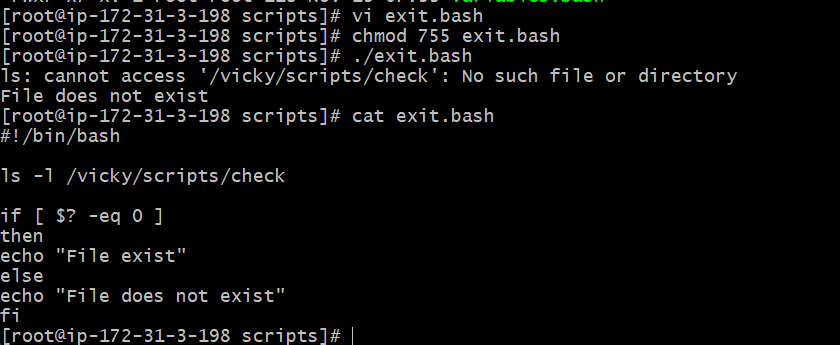 [root@ip-172-31-3-198 scripts]# vi exit.bash
[root@ip-172-31-3-198 scripts]# chmod 755 exit.bash
[root@ip-172-31-3-198 scripts]# ./exit.bash
ls: cannot access '/vicky/scripts/check': No such file or directory
File does not exist
[root@ip-172-31-3-198 scripts]# cat exit.bash
#!/bin/bash
ls -l /vicky/scripts/check
if [ $? -eq 0 ]
then
echo "File exist"
else
echo "File does not exist"
fi
[root@ip-172-31-3-198 scripts]#